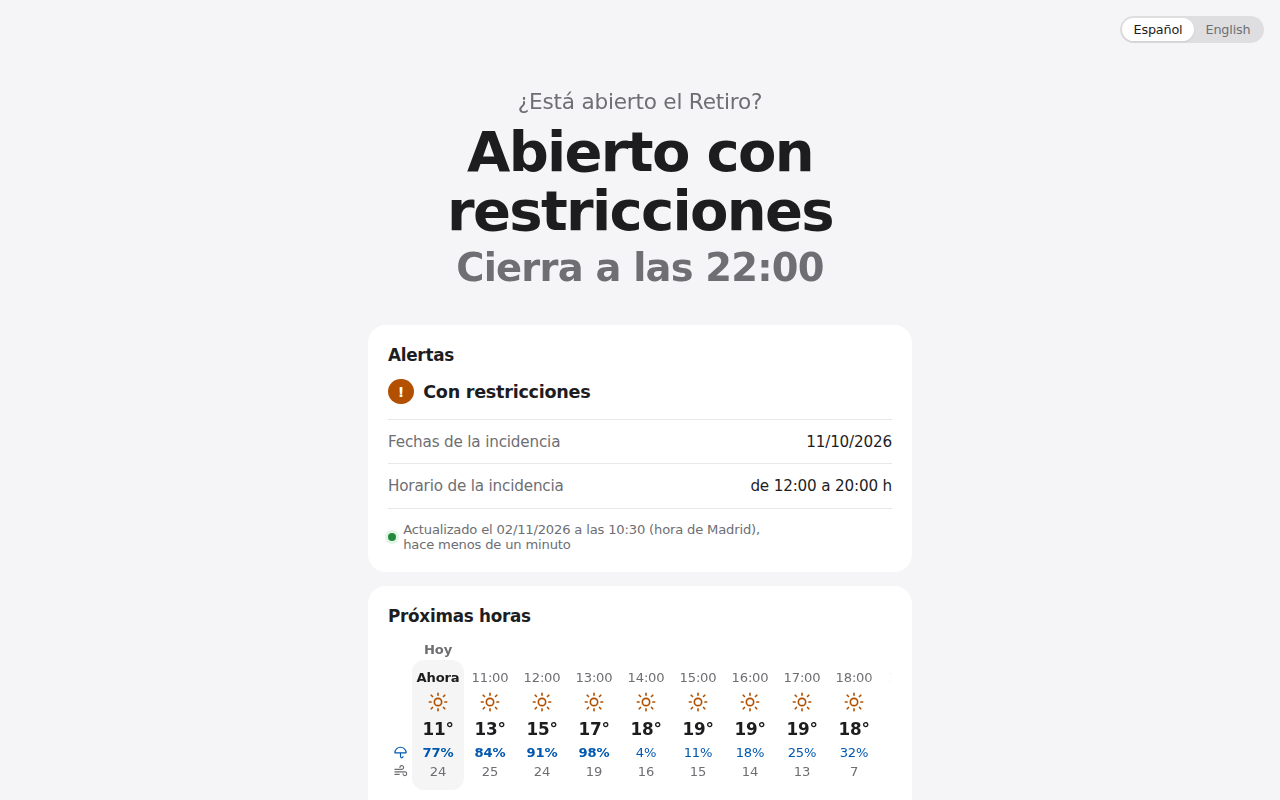 Español English
¿Está abierto el Retiro?
Abierto con
restricciones
Cierra a las 22:00
Alertas
! Con restricciones
Fechas de la incidencia 11/10/2026
Horario de la incidencia de 12:00 a 20:00 h
Actualizado el 02/11/2026 a las 10:30 (hora de Madrid),
hace menos de un minuto
Próximas horas
Hoy
Ahora 11:00 12:00 13:00 14:00 15:00 16:00 17:00 18:00
11° 13° 15° 17° 18° 19° 19° 19° 18°
77% 84% 91% 98% 4% 11% 18% 25% 32%
24 25 24 19 16 15 14 13 7